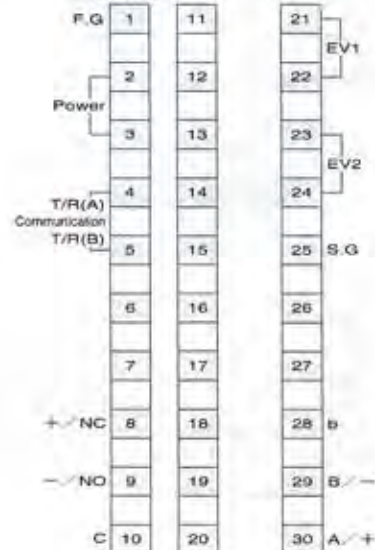 F.G 1 11 21
EV1
2 12 22
Power
3 13 23
EV2
4 14 24
T/R(A)
Communication
T/R(B)
5 15 25 S.G
6 16 26
7 17 27
+／NC 8 18 28 b
−／NO 9 19 29 B／−
C 10 20 30 A／+